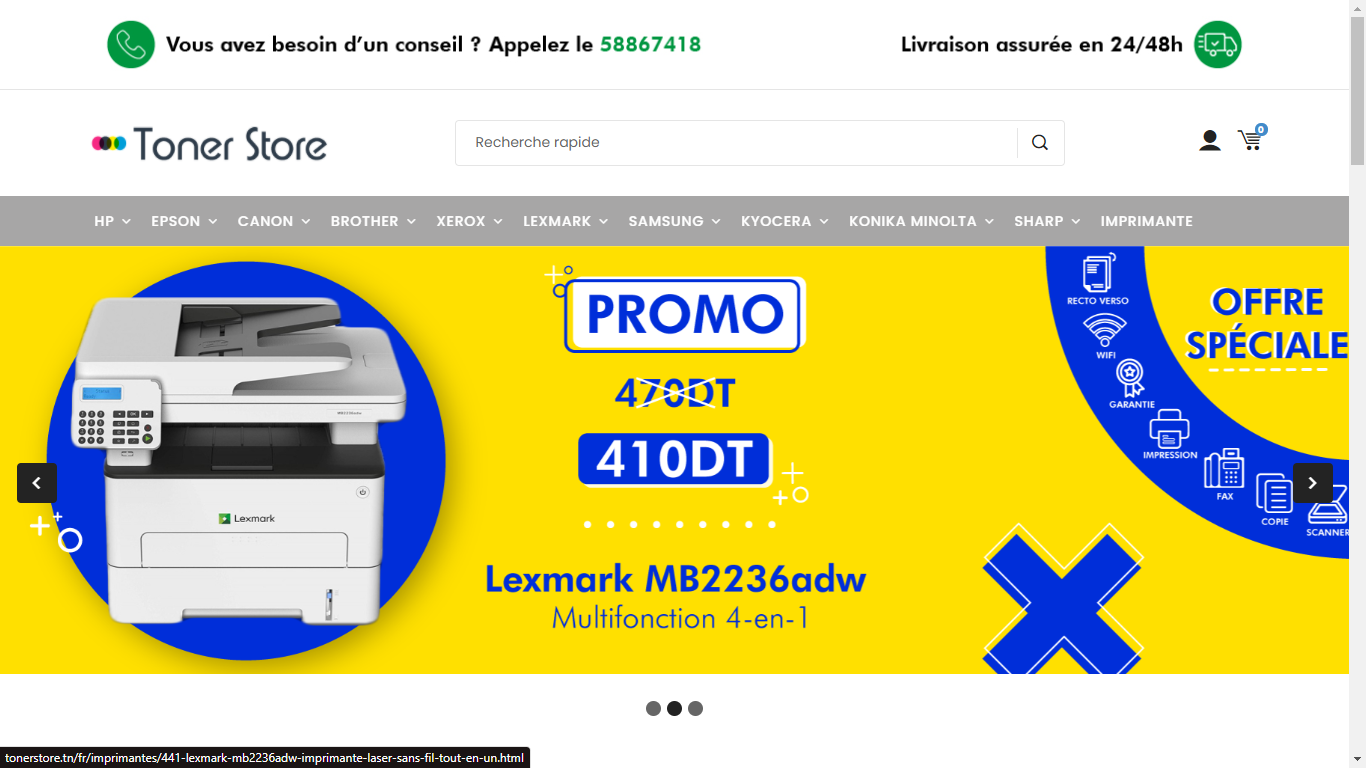 Vous avez besoin d'un conseil ? Appelez le 58867418
Livraison assurée en 24/48h
Toner Store
Recherche rapide
0
HP EPSON CANON BROTHER XEROX LEXMARK SAMSUNG KYOCERA KONIKA MINOLTA SHARP IMPRIMANTE
MB2236adw
Lexmark
PROMO
470DT
410DT
Lexmark MB2236adw
Multifonction 4-en-1
OFFRE
SPÉCIALE
RECTO VERSO
WIFI
GARANTIE
IMPRESSION
FAX
COPIE
SCANNER
tonerstore.tn/fr/imprimantes/441-lexmark-mb2236adw-imprimante-laser-sans-fil-tout-en-un.html